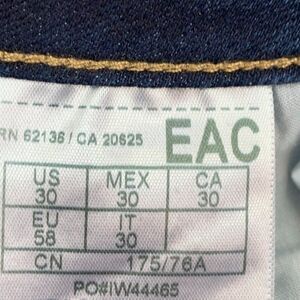 RN 62136 / CA 20625
EAC
US MEX CA
30 30 30
EU IT
58 30
CN 175/76A
PO#IW44465